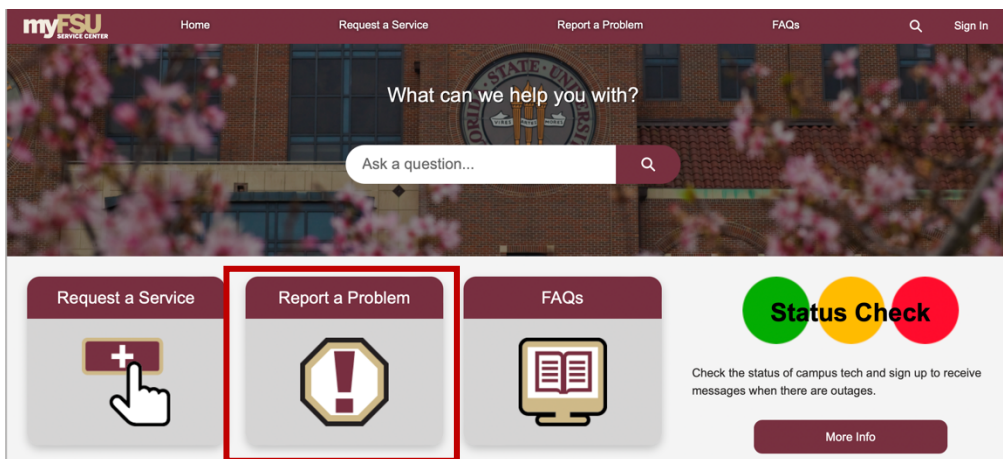 myFSU
SERVICE CENTER
Home
Request a Service
Report a Problem
FAQs
Sign In
What can we help you with?
Ask a question...
Request a Service
Report a Problem
FAQs
Status Check
Check the status of campus tech and sign up to receive
messages when there are outages.
More Info